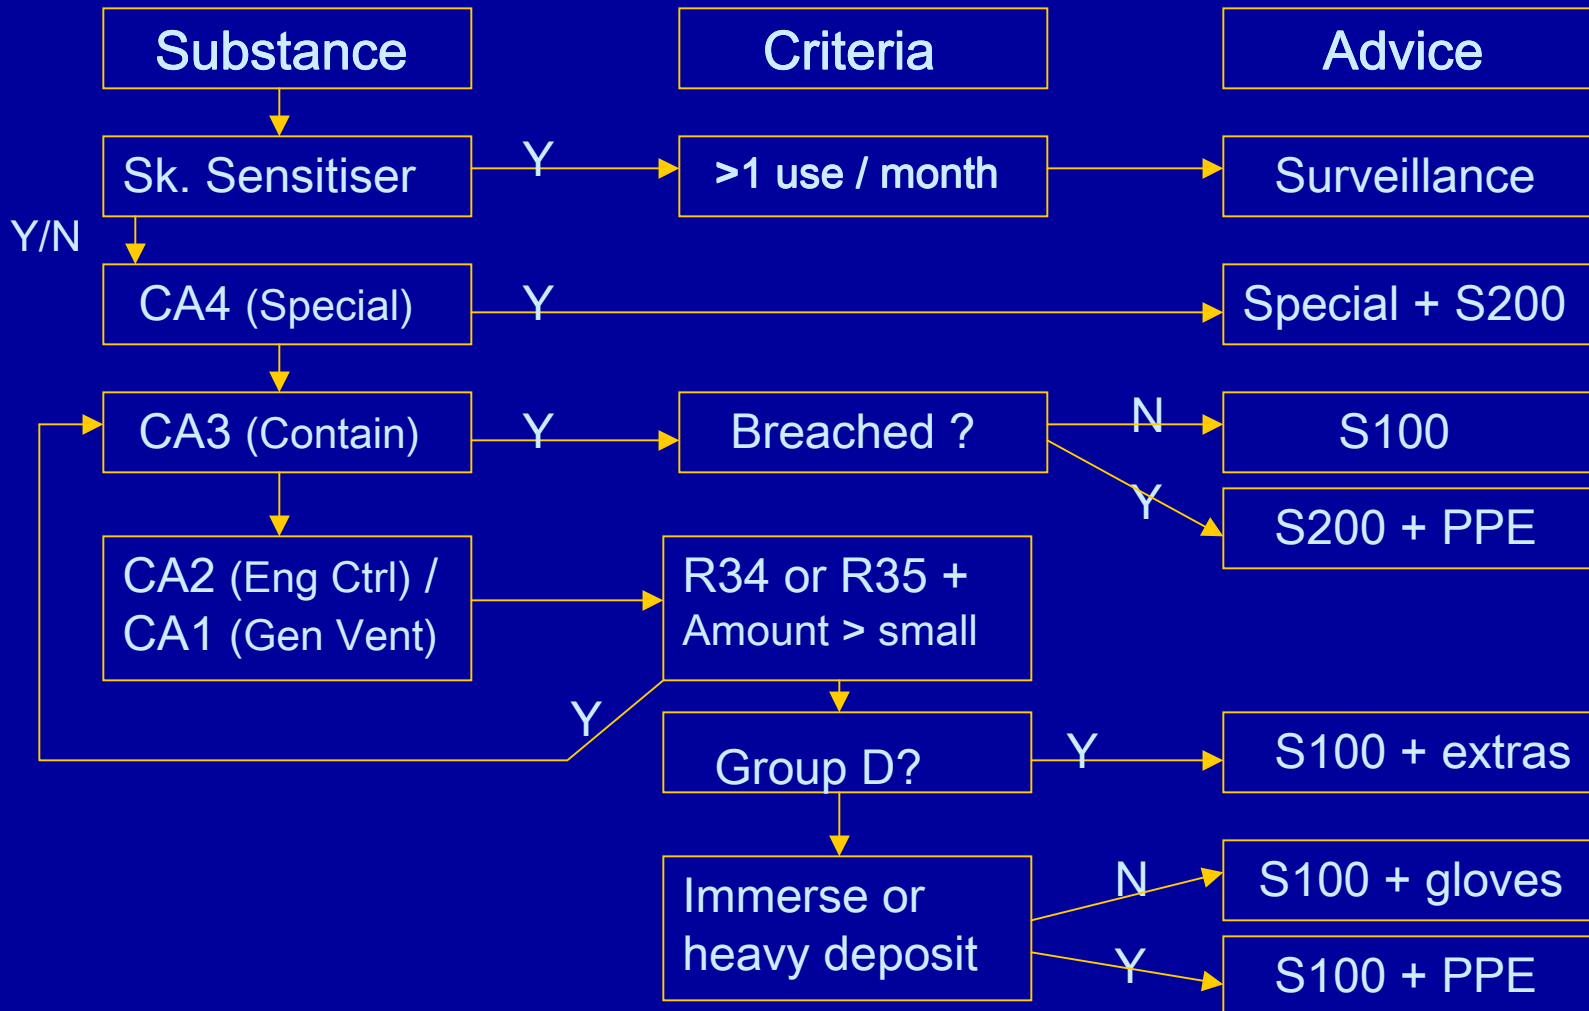 Substance
Criteria
Advice
Sk. Sensitiser
Y
>1 use / month
Surveillance
Y/N
CA4 (Special)
Y
Special + S200
CA3 (Contain)
Y
Breached ?
N
S100
Y
S200 + PPE
CA2 (Eng Ctrl) /
CA1 (Gen Vent)
R34 or R35 +
Amount > small
Y
Group D?
Y
S100 + extras
Immerse or
heavy deposit
N
S100 + gloves
Y
S100 + PPE